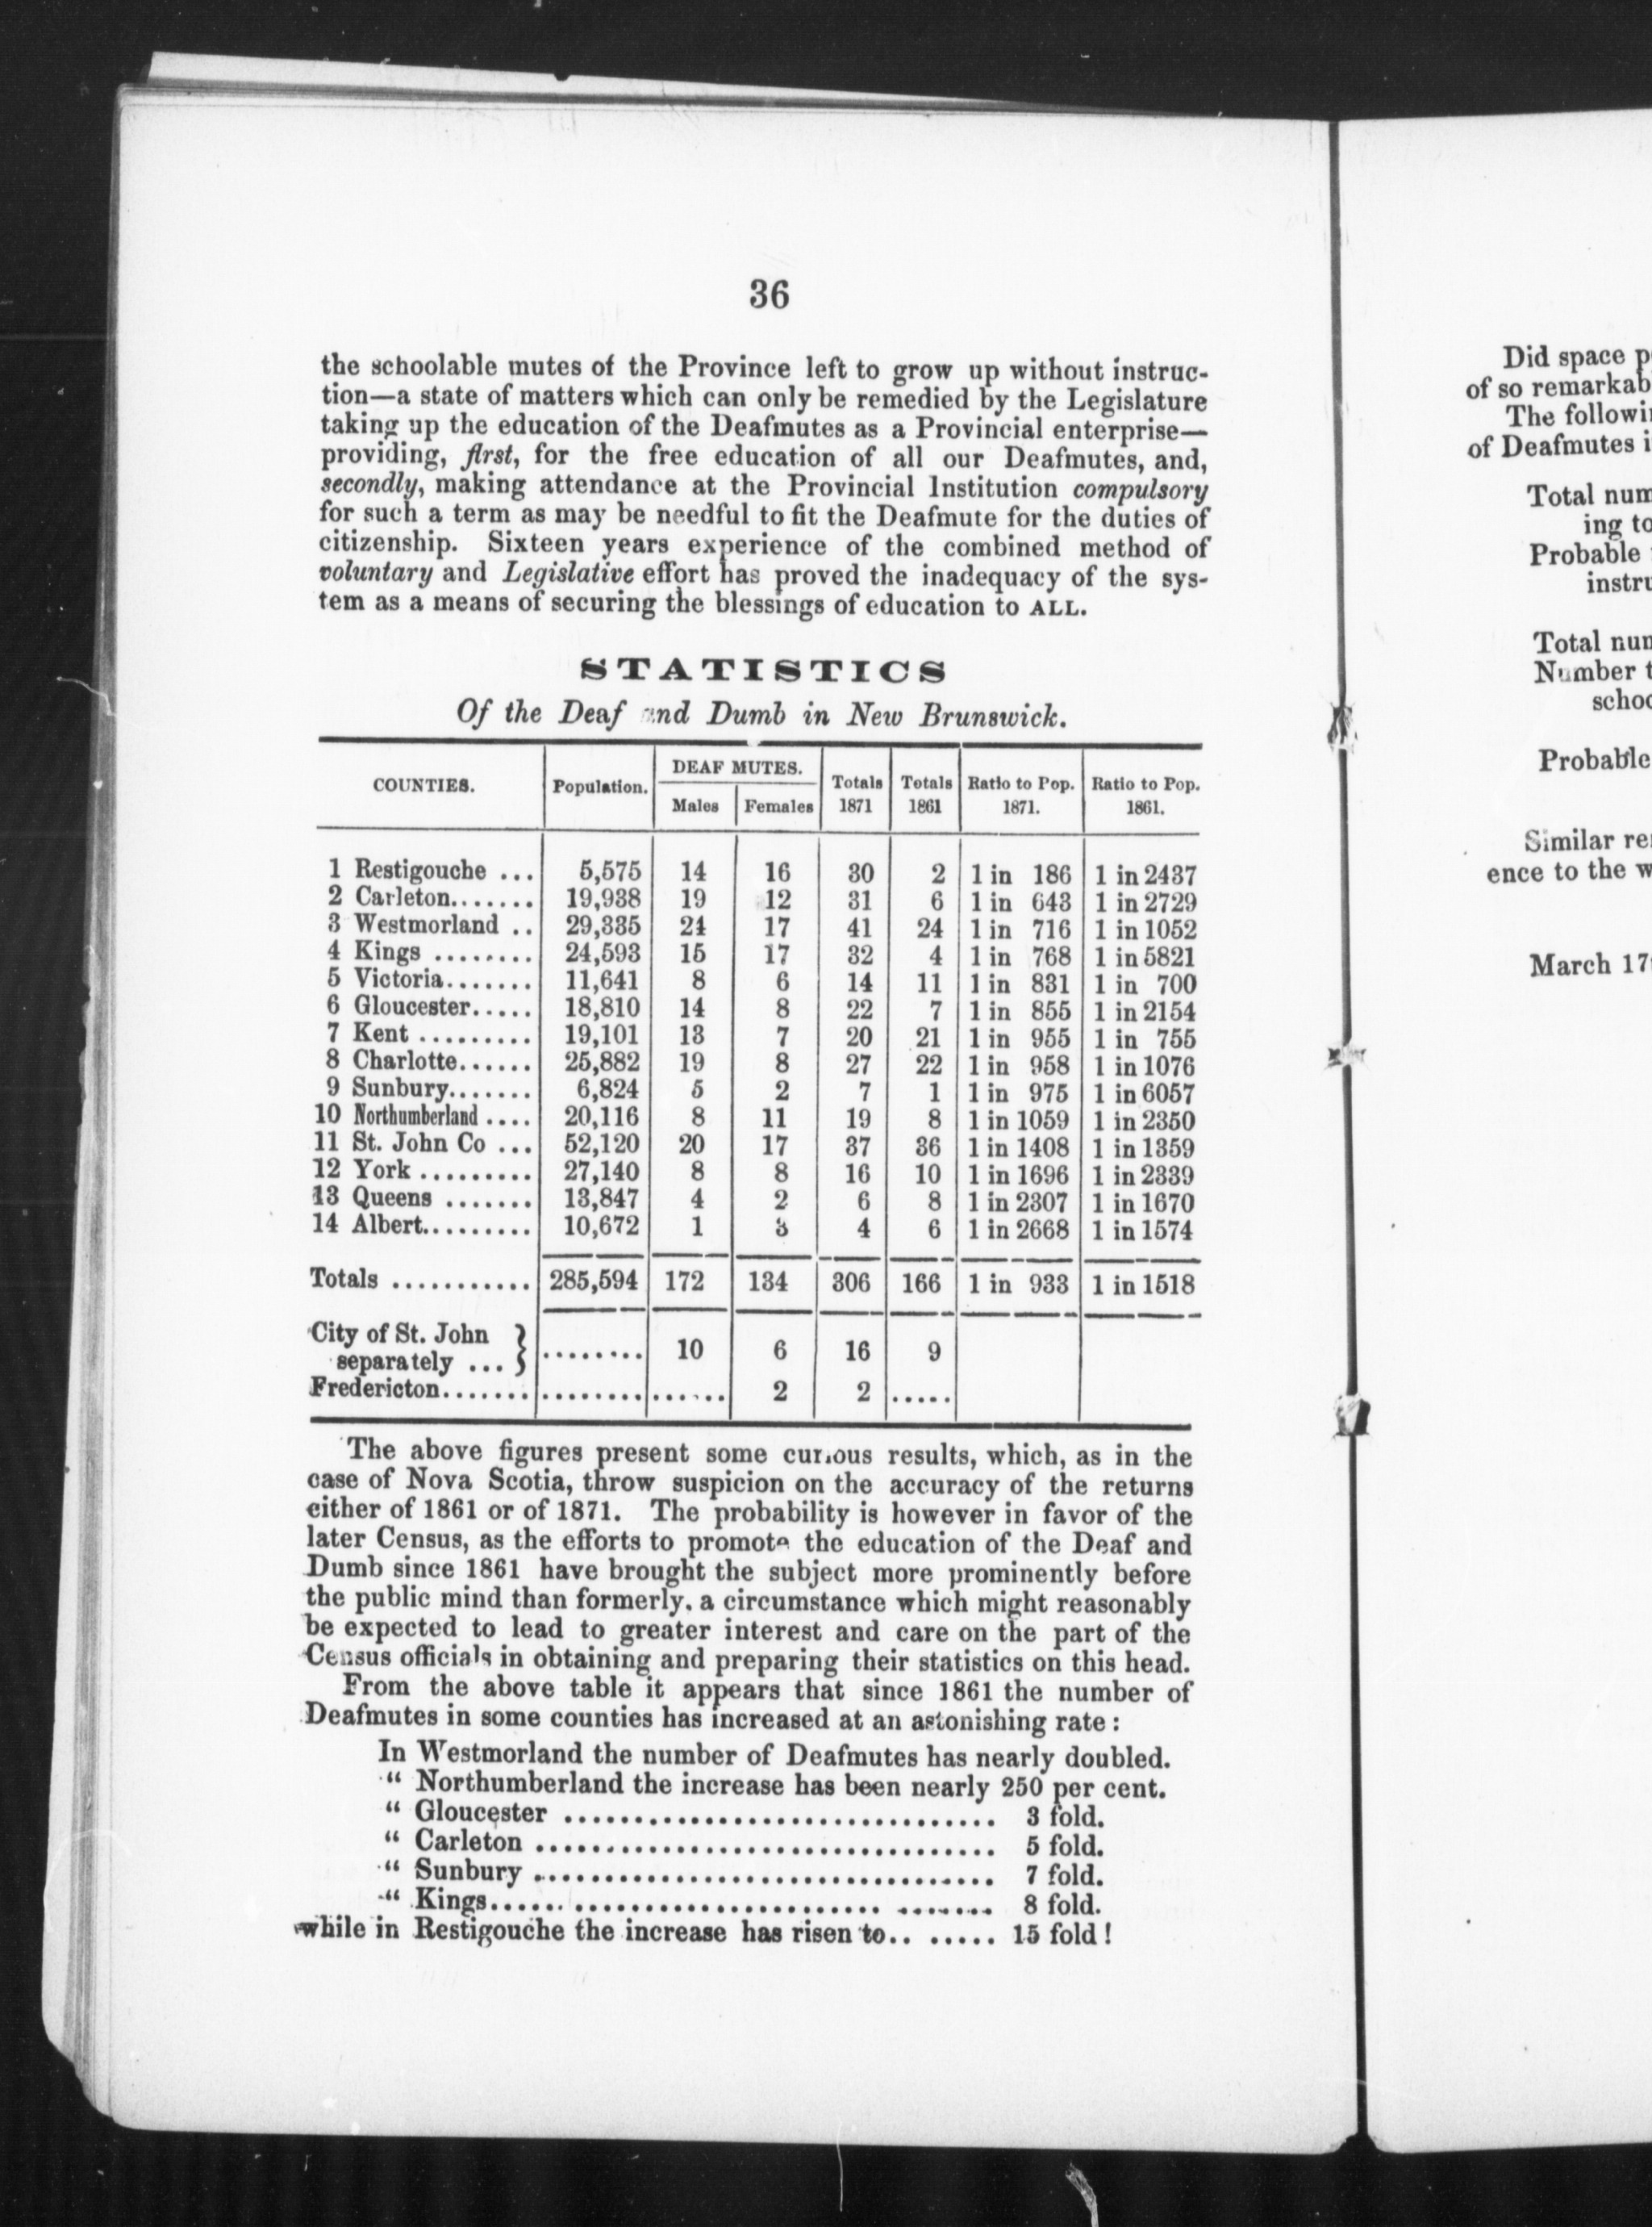 36
the schoolable mutes of the Province left to grow up without instruc-
tion—a state of matters which can only be remedied by the Legislature
taking up the education of the Deafmutes as a Provincial enterprise—
providing, first, for the free education of all our Deafmutes, and,
secondly, making attendance at the Provincial Institution compulsory
for such a term as may be needful to fit the Deafmute for the duties of
citizenship. Sixteen years experience of the combined method of
voluntary and Legislative effort has proved the inadequacy of the sys-
tem as a means of securing the blessings of education to ALL.
STATISTICS
Of the Deaf and Dumb in New Brunswick.
COUNTIES. Population. DEAF MUTES. Males Females Totals 1871 Totals 1861 Ratio to Pop. 1871. Ratio to Pop. 1861.
1 Restigouche ... 5,575 14 16 30 2 1 in 186 1 in 2437
2 Carleton....... 19,938 19 12 31 6 1 in 643 1 in 2729
3 Westmorland .. 29,335 24 17 41 24 1 in 716 1 in 1052
4 Kings ........ 24,593 15 17 32 4 1 in 768 1 in 5821
5 Victoria....... 11,641 8 6 14 11 1 in 831 1 in 700
6 Gloucester..... 18,810 14 8 22 7 1 in 855 1 in 2154
7 Kent ......... 19,101 13 7 20 21 1 in 955 1 in 755
8 Charlotte...... 25,882 19 8 27 22 1 in 958 1 in 1076
9 Sunbury....... 6,824 5 2 7 1 1 in 975 1 in 6057
10 Northumberland .... 20,116 8 11 19 8 1 in 1059 1 in 2350
11 St. John Co ... 52,120 20 17 37 36 1 in 1408 1 in 1359
12 York ......... 27,140 8 8 16 10 1 in 1696 1 in 2339
13 Queens ....... 13,847 4 2 6 8 1 in 2307 1 in 1670
14 Albert......... 10,672 1 3 4 6 1 in 2668 1 in 1574
Totals ........... 285,594 172 134 306 166 1 in 933 1 in 1518
City of St. John
separately ... } ........ 10 6 16 9
Fredericton....... ........ ...... 2 2 .....
The above figures present some curious results, which, as in the
case of Nova Scotia, throw suspicion on the accuracy of the returns
either of 1861 or of 1871. The probability is however in favor of the
later Census, as the efforts to promote the education of the Deaf and
Dumb since 1861 have brought the subject more prominently before
the public mind than formerly, a circumstance which might reasonably
be expected to lead to greater interest and care on the part of the
Census officials in obtaining and preparing their statistics on this head.
From the above table it appears that since 1861 the number of
Deafmutes in some counties has increased at an astonishing rate:
In Westmorland the number of Deafmutes has nearly doubled.
" Northumberland the increase has been nearly 250 per cent.
" Gloucester ................................ 3 fold.
" Carleton .................................. 5 fold.
" Sunbury .................................. 7 fold.
" Kings..................................... 8 fold.
while in Restigouche the increase has risen to.. ...... 15 fold!
Did space
of so
The
of Deafmutes
Total
ing
Probable
Total
Number
Probable
Similar
ence to the
March